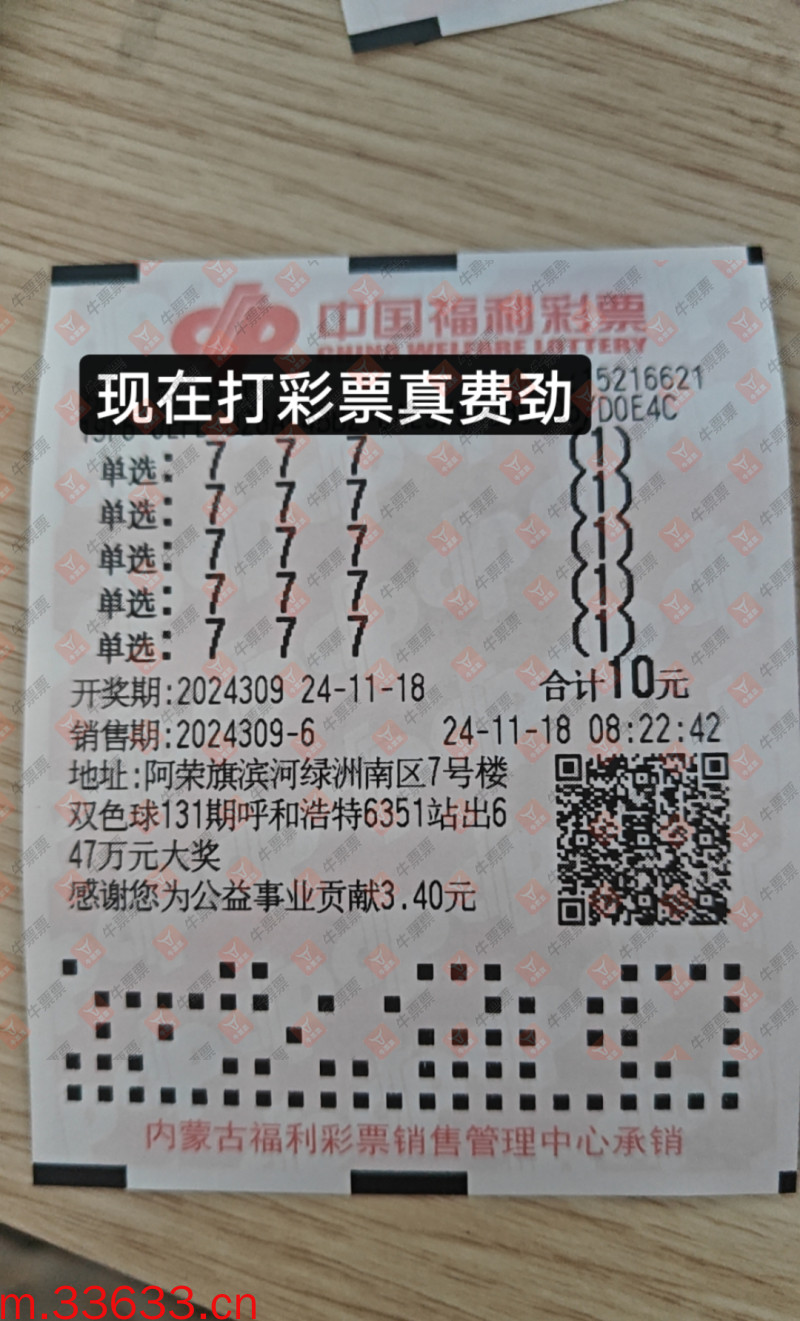 中国福利彩票
CHINA WELFARE LOTTERY
现在打彩票真费劲
5216621
D0E4C
单选: 7 7 7 (1)
单选: 7 7 7 (1)
单选: 7 7 7 (1)
单选: 7 7 7 (1)
单选: 7 7 7 (1)
开奖期:2024309 24-11-18 合计10元
销售期:2024309-6 24-11-18 08:22:42
地址:阿荣旗滨河绿洲南区7号楼
双色球131期呼和浩特6351站出6
47万元大奖
感谢您为公益事业贡献3.40元
内蒙古福利彩票销售管理中心承销
m.33633.cn
牛票票